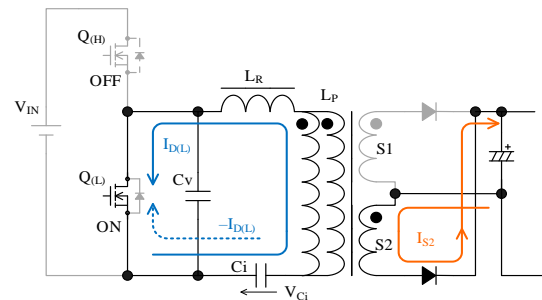 Q(H)
OFF
LR
LP
VIN
ID(L)
S1
+
Q(L)
Cv
ON
–ID(L)
S2
IS2
Ci
VCi